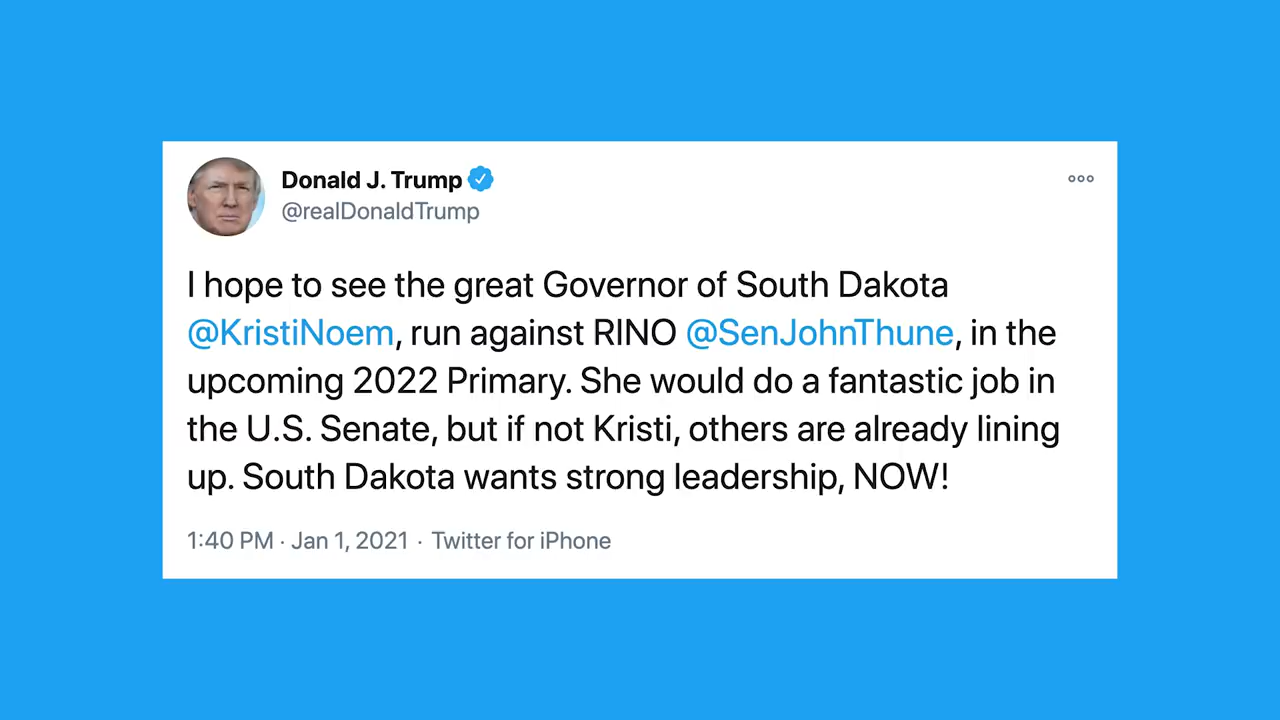 Donald J. Trump
@realDonaldTrump
I hope to see the great Governor of South Dakota
@KristiNoem, run against RINO @SenJohnThune, in the
upcoming 2022 Primary. She would do a fantastic job in
the U.S. Senate, but if not Kristi, others are already lining
up. South Dakota wants strong leadership, NOW!
1:40 PM · Jan 1, 2021 · Twitter for iPhone